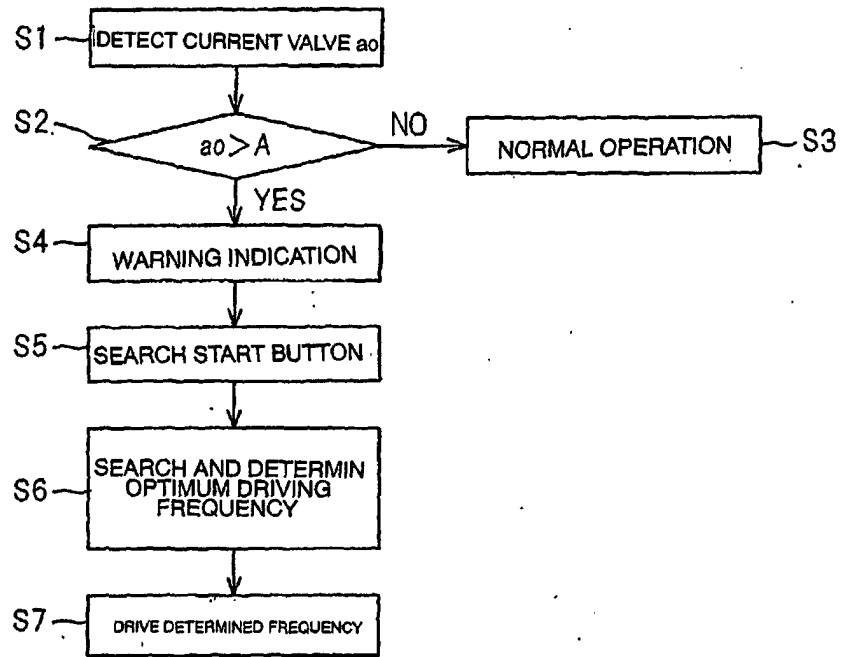 S1 DETECT CURRENT VALVE ao
S2 ao>A NO
NORMAL OPERATION S3
YES
S4 WARNING INDICATION
S5 SEARCH START BUTTON
SEARCH AND DETERMIN
S6 OPTIMUM DRIVING
FREQUENCY
S7 DRIVE DETERMINED FREQUENCY